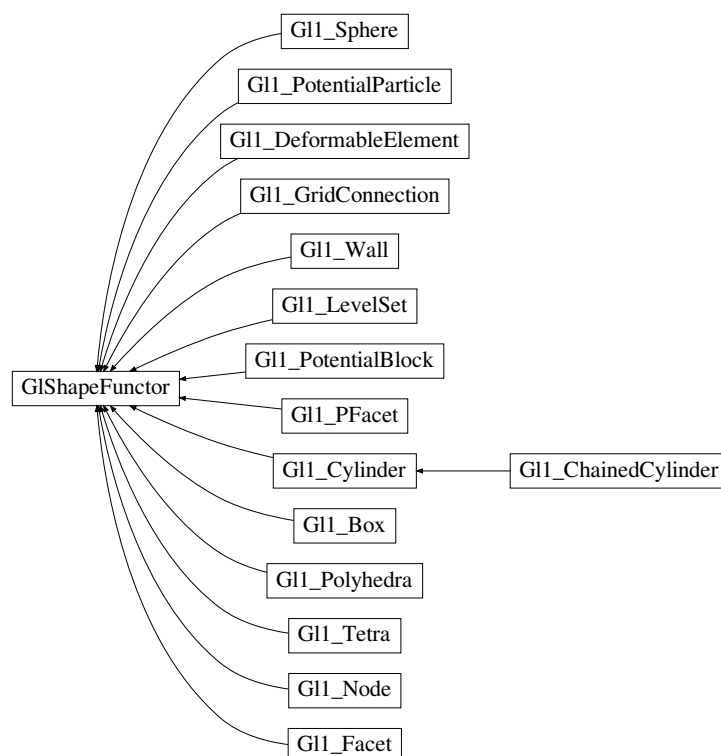 Gl1_Sphere
Gl1_PotentialParticle
Gl1_DeformableElement
Gl1_GridConnection
Gl1_Wall
Gl1_LevelSet
Gl1_PotentialBlock
GlShapeFunctor
Gl1_PFacet
Gl1_Cylinder
Gl1_ChainedCylinder
Gl1_Box
Gl1_Polyhedra
Gl1_Tetra
Gl1_Node
Gl1_Facet